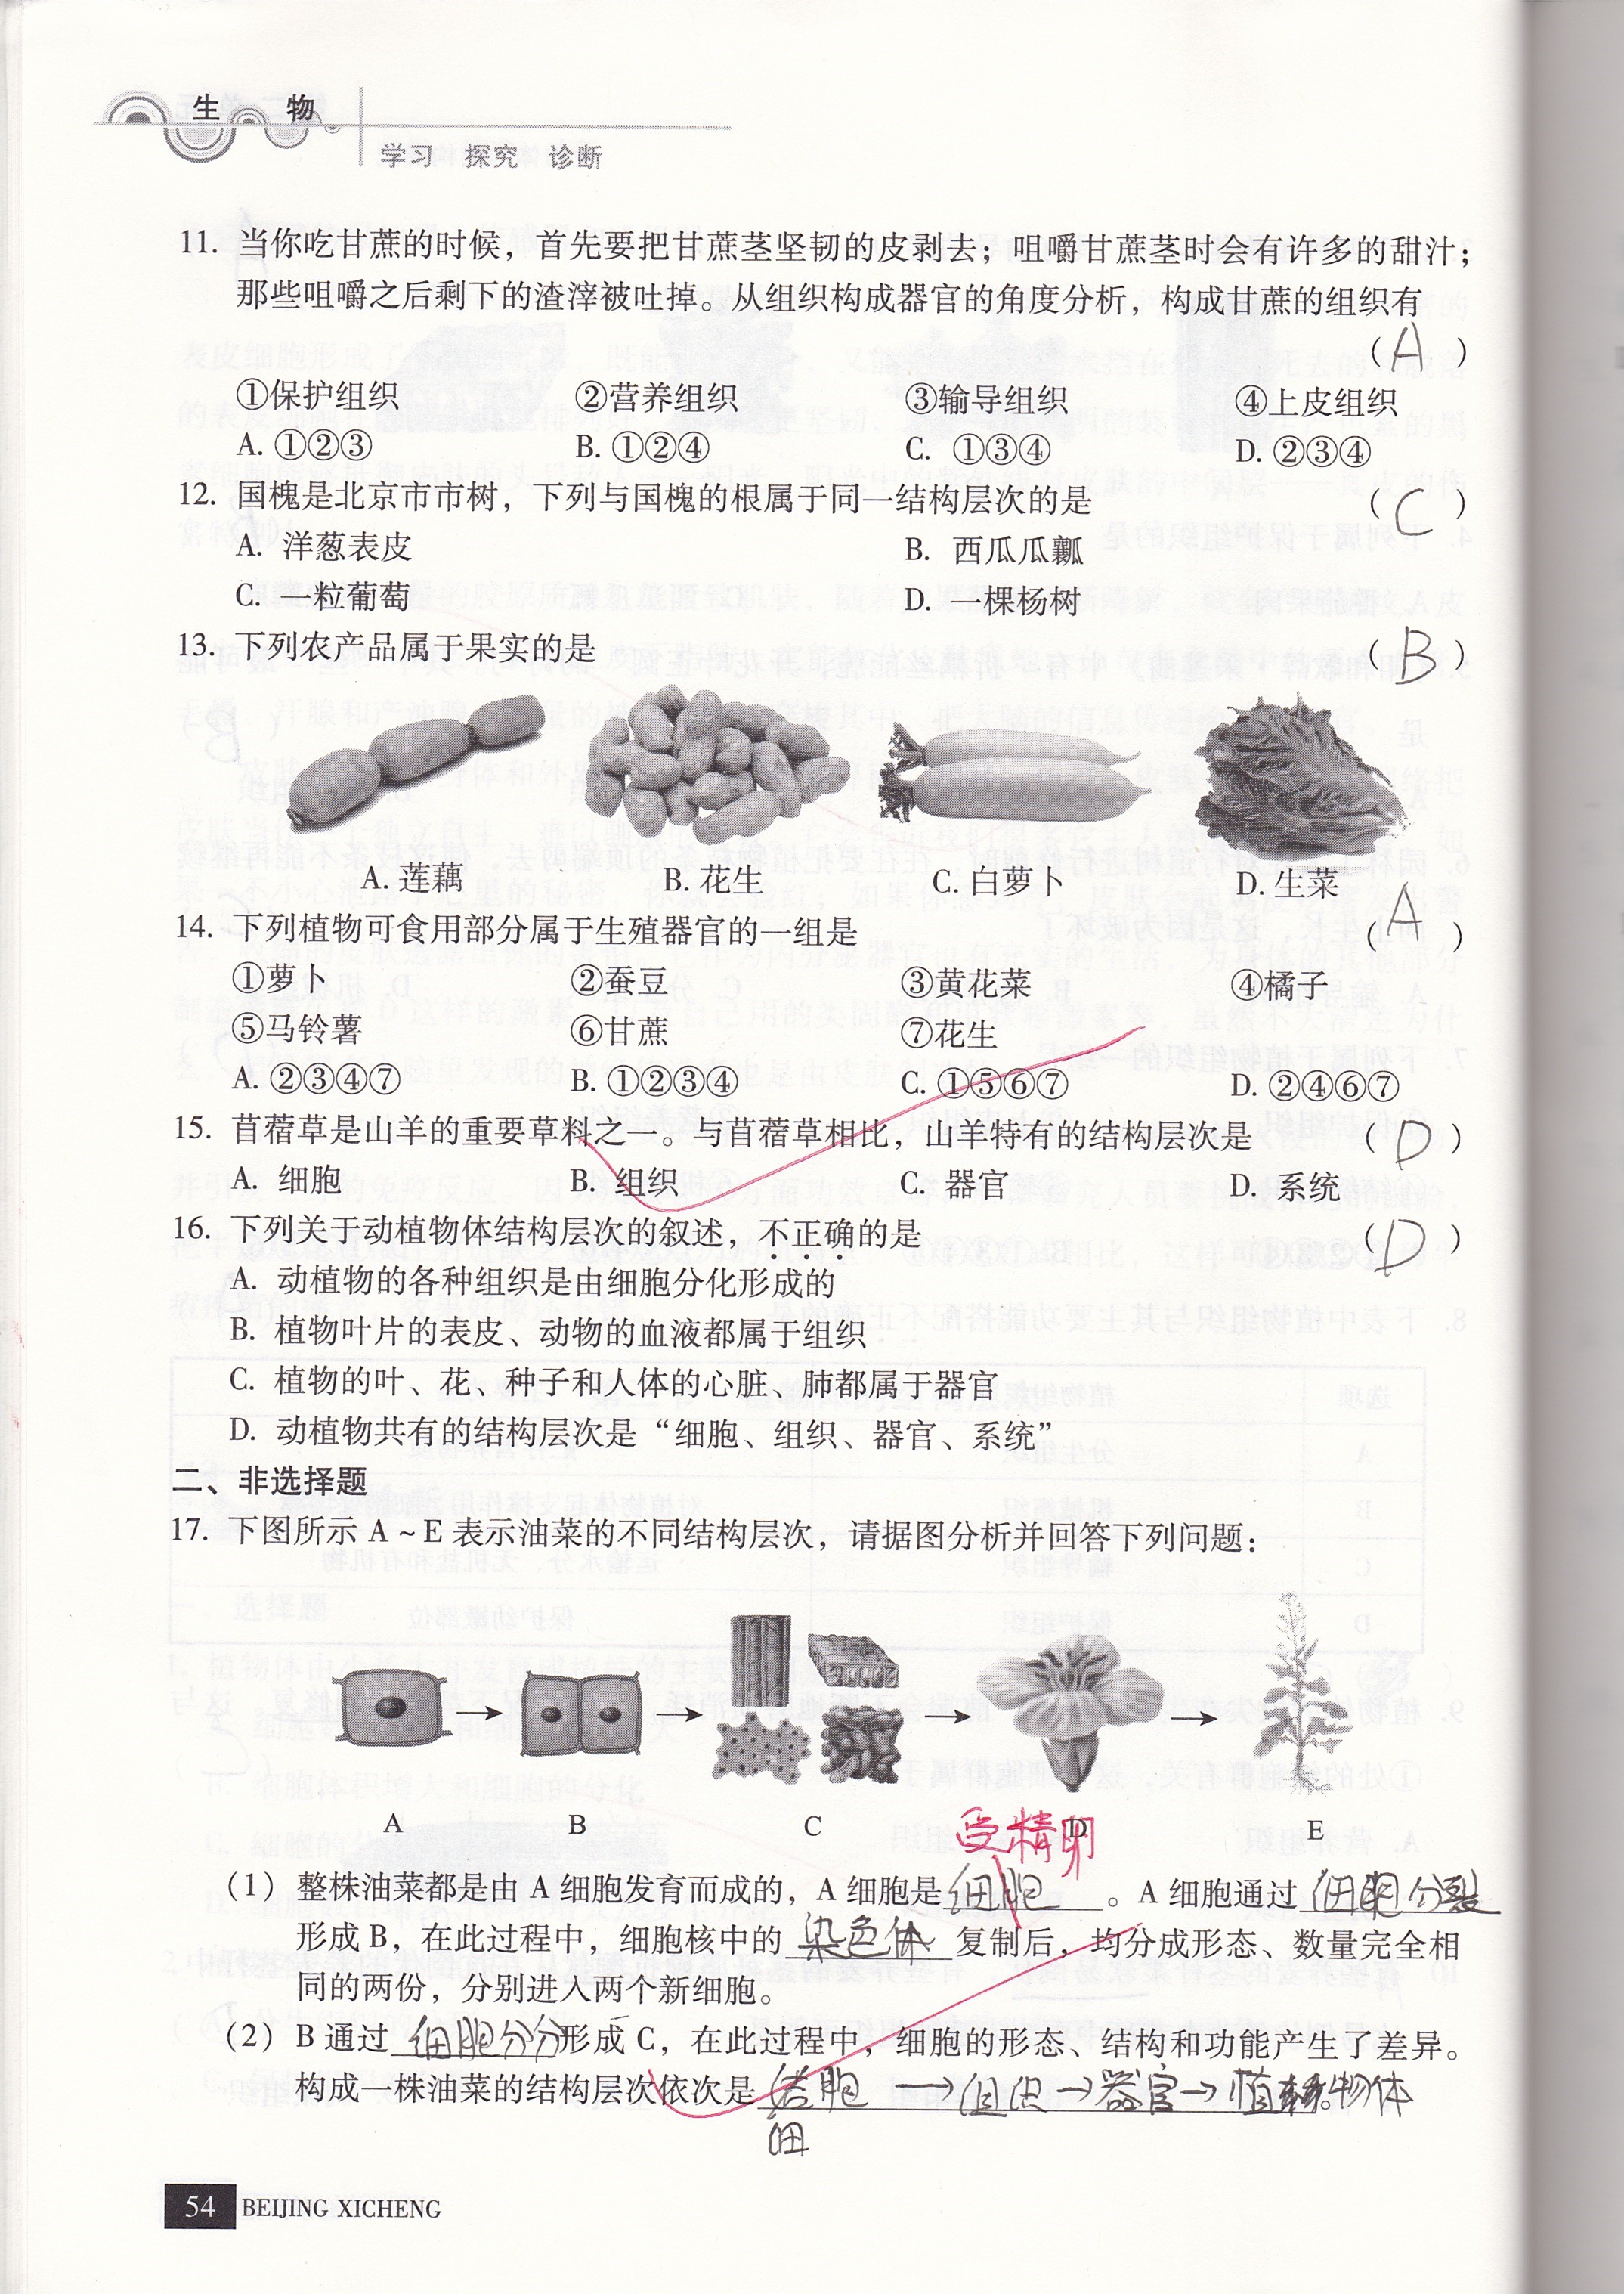 生 物
学习 探究 诊断
11. 当你吃甘蔗的时候，首先要把甘蔗茎坚韧的皮剥去；咀嚼甘蔗茎时会有许多的甜汁；
那些咀嚼之后剩下的渣滓被吐掉。从组织构成器官的角度分析，构成甘蔗的组织有
（A）
①保护组织 ②营养组织 ③输导组织 ④上皮组织
A. ①②③ B. ①②④ C. ①③④ D. ②③④
12. 国槐是北京市市树，下列与国槐的根属于同一结构层次的是 （C）
A. 洋葱表皮 B. 西瓜瓜瓤
C. 一粒葡萄 D. 一棵杨树
13. 下列农产品属于果实的是 （B）
A. 莲藕 B. 花生 C. 白萝卜 D. 生菜
14. 下列植物可食用部分属于生殖器官的一组是 （A）
①萝卜 ②蚕豆 ③黄花菜 ④橘子
⑤马铃薯 ⑥甘蔗 ⑦花生
A. ②③④⑦ B. ①②③④ C. ①⑤⑥⑦ D. ②④⑥⑦
15. 苜蓿草是山羊的重要草料之一。与苜蓿草相比，山羊特有的结构层次是 （D）
A. 细胞 B. 组织 C. 器官 D. 系统
16. 下列关于动植物体结构层次的叙述，不正确的是 （D）
A. 动植物的各种组织是由细胞分化形成的
B. 植物叶片的表皮、动物的血液都属于组织
C. 植物的叶、花、种子和人体的心脏、肺都属于器官
D. 动植物共有的结构层次是“细胞、组织、器官、系统”
二、非选择题
17. 下图所示 A～E 表示油菜的不同结构层次，请据图分析并回答下列问题：
A B C D E
受精卵
（1）整株油菜都是由 A 细胞发育而成的，A 细胞是细胞。A 细胞通过细胞分裂
形成 B，在此过程中，细胞核中的染色体复制后，均分成形态、数量完全相
同的两份，分别进入两个新细胞。
（2）B 通过细胞分分形成 C，在此过程中，细胞的形态、结构和功能产生了差异。
构成一株油菜的结构层次依次是 胞→组织→器官→植物体
细
54 BEIJING XICHENG